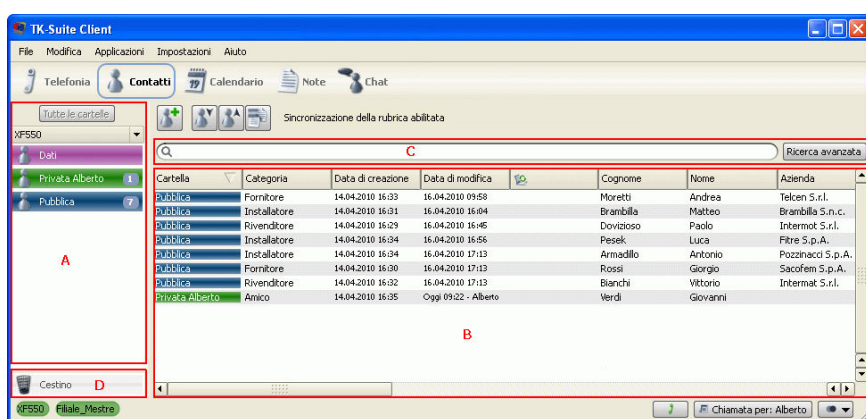 TK-Suite Client
File Modifica Applicazioni Impostazioni Aiuto
Telefonia Contatti 19 Calendario Note Chat
Tutte le cartelle Sincronizzazione della rubrica abilitata
XF550
Dati C Ricerca avanzata
Privata Alberto 1
Pubblica 7
A
Cartella Categoria Data di creazione Data di modifica Cognome Nome Azienda
Pubblica Fornitore 14.04.2010 16:33 16.04.2010 09:58 Moretti Andrea Telcen S.r.l.
Pubblica Installatore 14.04.2010 16:31 16.04.2010 16:04 Brambilla Matteo Brambilla S.n.c.
Pubblica Rivenditore 14.04.2010 16:29 16.04.2010 16:45 Dovizioso Paolo Intermot S.r.l.
Pubblica Installatore 14.04.2010 16:34 16.04.2010 16:56 Pesek Luca Fitre S.p.A.
Pubblica Installatore 14.04.2010 16:34 16.04.2010 17:13 Armadillo Antonio Pozzinacci S.p.A.
Pubblica Fornitore 14.04.2010 16:30 16.04.2010 17:13 Rossi Giorgio Sacofem S.p.A.
Pubblica Rivenditore 14.04.2010 16:32 16.04.2010 17:13 Bianchi Vittorio Intermat S.r.l.
Privata Alberto Amico 14.04.2010 16:35 Oggi 09:22 - Alberto Verdi Giovanni
B
Cestino D
XF550 Filiale_Mestre Chiamata per: Alberto